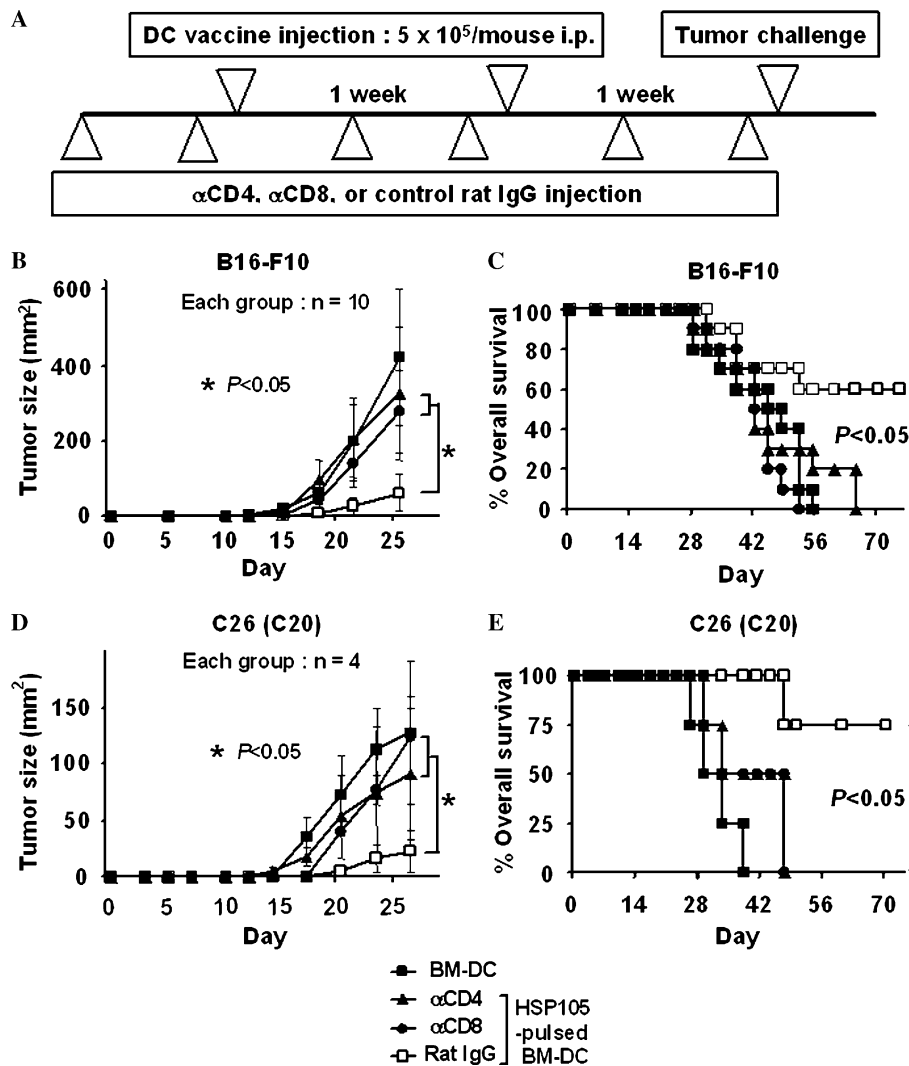 A
DC vaccine injection : 5 x 10⁵/mouse i.p.
Tumor challenge
1 week
1 week
αCD4, αCD8, or control rat IgG injection
B
B16-F10
Each group : n = 10
* P<0.05
Tumor size (mm²)
600
400
200
0
*
0 5 10 15 20 25
Day
C
B16-F10
% Overall survival
100
80
60
40
20
0
P<0.05
0 14 28 42 56 70
Day
D
C26 (C20)
Each group : n = 4
* P<0.05
Tumor size (mm²)
150
100
50
0
*
0 5 10 15 20 25
Day
E
C26 (C20)
% Overall survival
100
75
50
25
0
P<0.05
0 14 28 42 56 70
Day
BM-DC
αCD4
αCD8
Rat IgG
HSP105
-pulsed
BM-DC